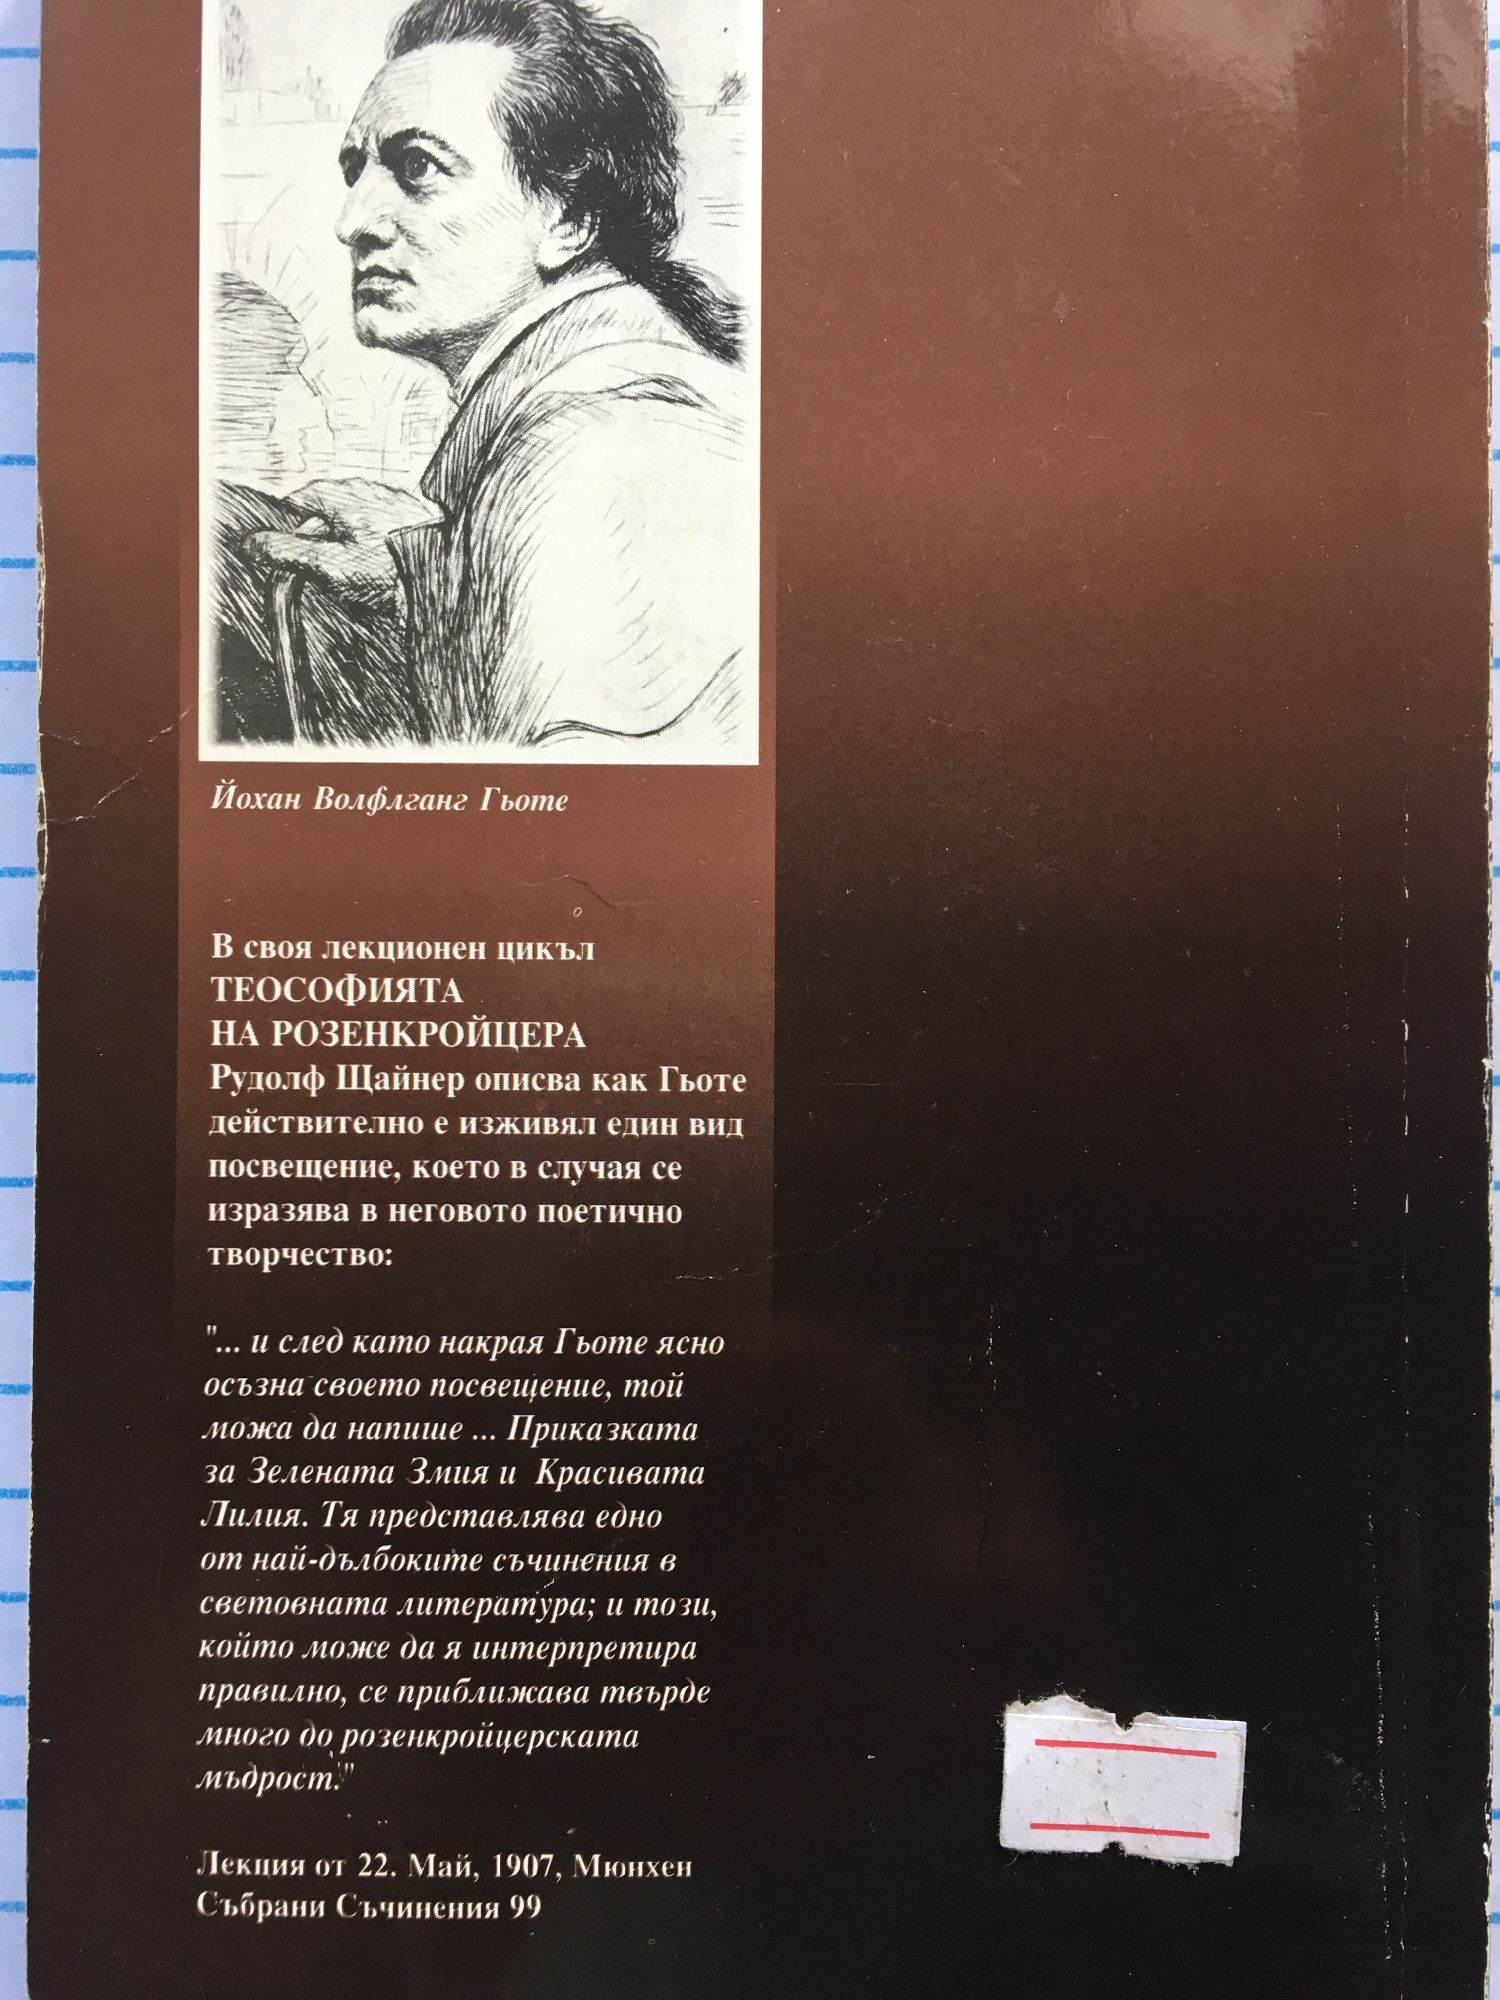 Йохан Волфлганг Гьоте
В своя лекционен цикъл
ТЕОСОФИЯТА
НА РОЗЕНКРОЙЦЕРА
Рудолф Щайнер описва как Гьоте
действително е изживял един вид
посвещение, което в случая се
изразява в неговото поетично
творчество:
"... и след като накрая Гьоте ясно
осъзна своето посвещение, той
можа да напише ... Приказката
за Зелената Змия и Красивата
Лилия. Тя представлява едно
от най-дълбоките съчинения в
световната литература; и този,
който може да я интерпретира
правилно, се приближава твърде
много до розенкройцерската
мъдрост."
Лекция от 22. Май, 1907, Мюнхен
Събрани Съчинения 99